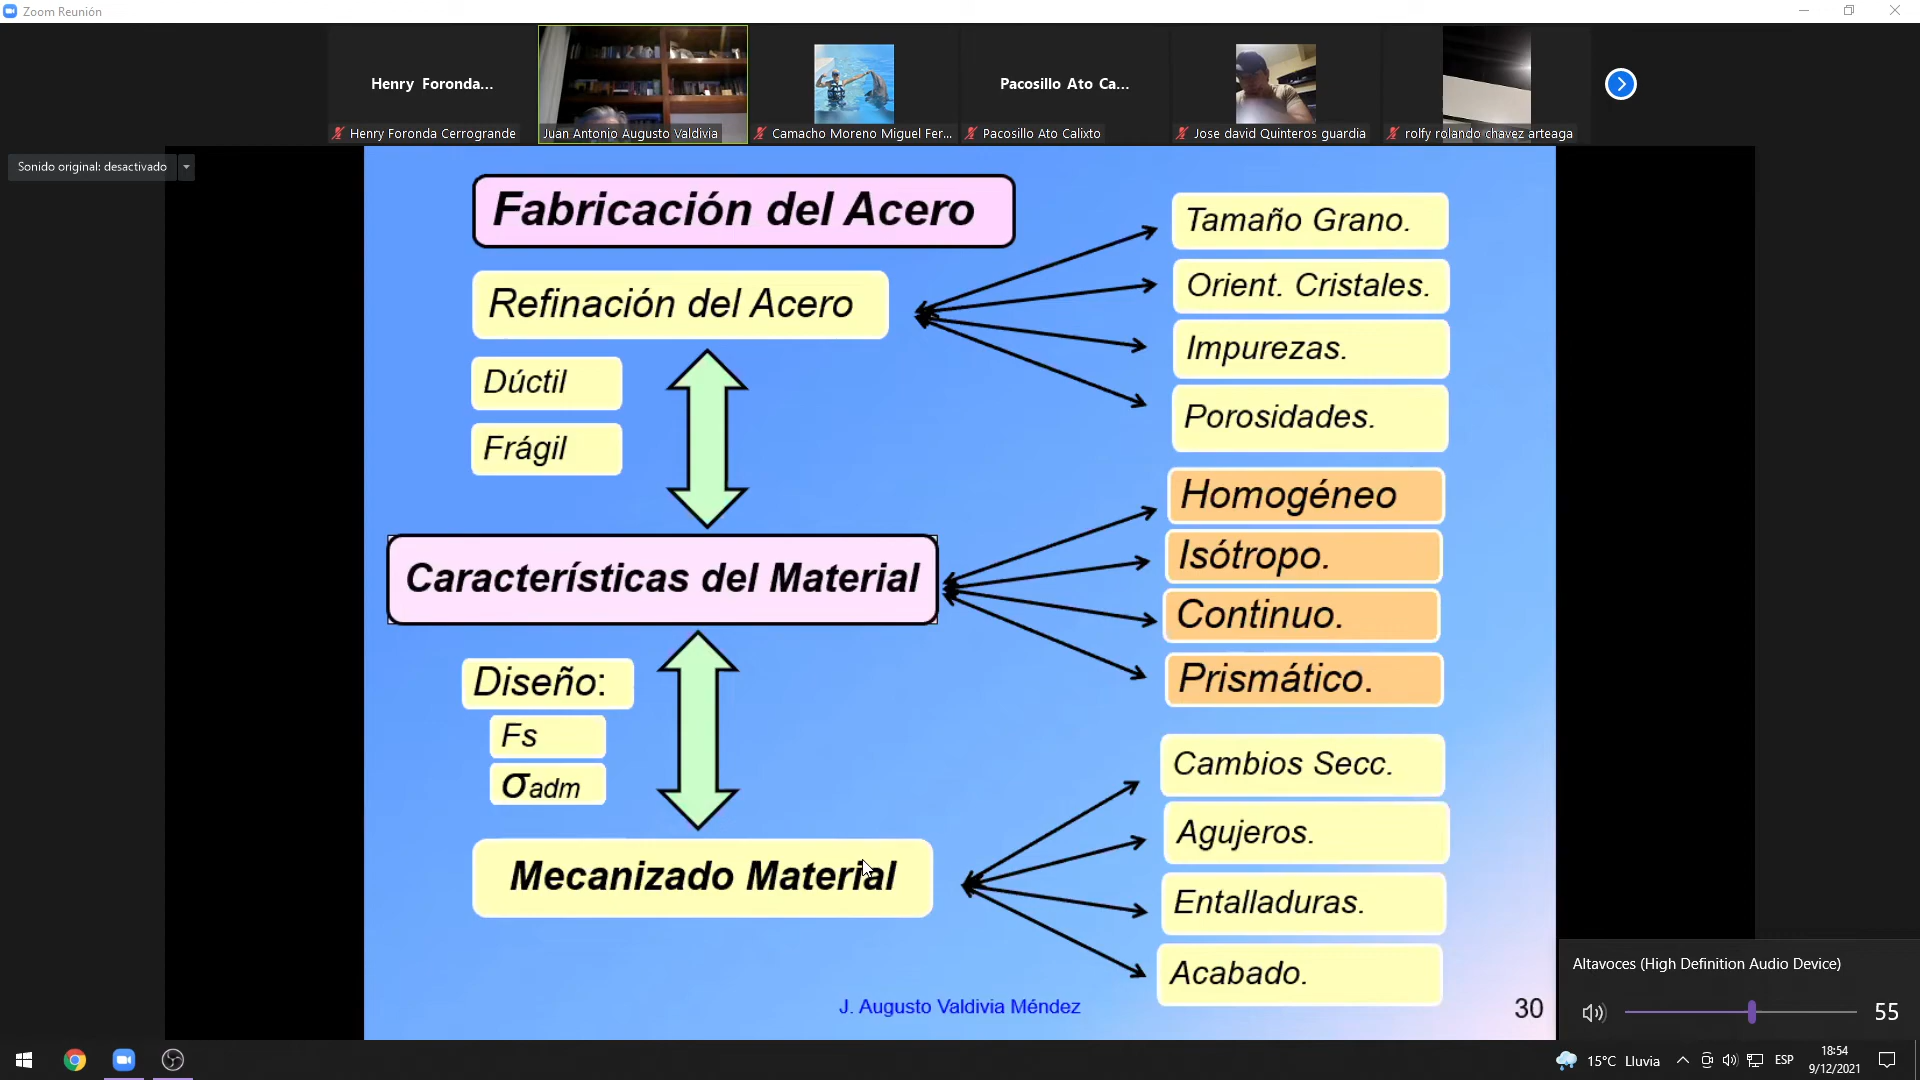 Zoom Reunión
Henry Foronda...
Pacosillo Ato Ca...
Henry Foronda Cerrogrande
Juan Antonio Augusto Valdivia
Camacho Moreno Miguel Fer...
Pacosillo Ato Calixto
Jose david Quinteros guardia
rolfy rolando chavez arteaga
Sonido original: desactivado
Fabricación del Acero
Refinación del Acero
Tamaño Grano.
Orient. Cristales.
Impurezas.
Porosidades.
Dúctil
Frágil
Características del Material
Homogéneo
Isótropo.
Continuo.
Prismático.
Diseño:
Fs
σadm
Mecanizado Material
Cambios Secc.
Agujeros.
Entalladuras.
Acabado.
J. Augusto Valdivia Méndez
30
Altavoces (High Definition Audio Device)
55
15°C Lluvia
ESP
18:54
9/12/2021